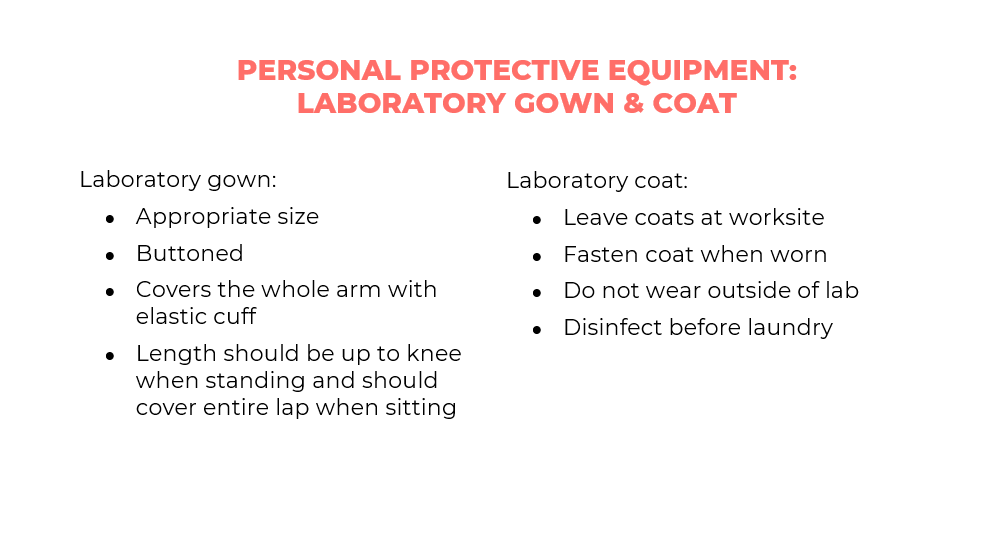 PERSONAL PROTECTIVE EQUIPMENT:
LABORATORY GOWN & COAT
Laboratory gown:
● Appropriate size
● Buttoned
● Covers the whole arm with
elastic cuff
● Length should be up to knee
when standing and should
cover entire lap when sitting
Laboratory coat:
● Leave coats at worksite
● Fasten coat when worn
● Do not wear outside of lab
● Disinfect before laundry